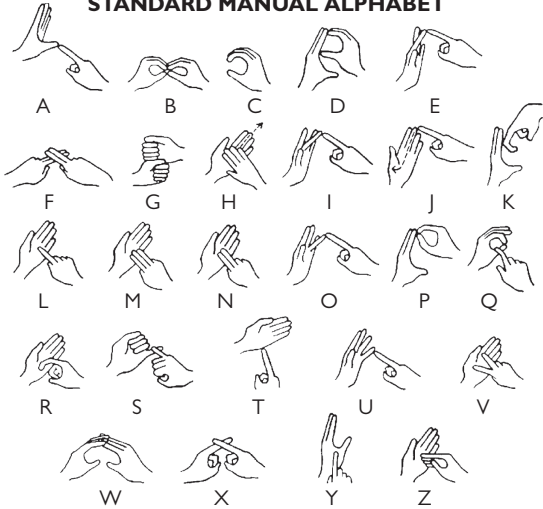 STANDARD MANUAL ALPHABET
A B C D E
F G H I J K
L M N O P Q
R S T U V
W X Y Z